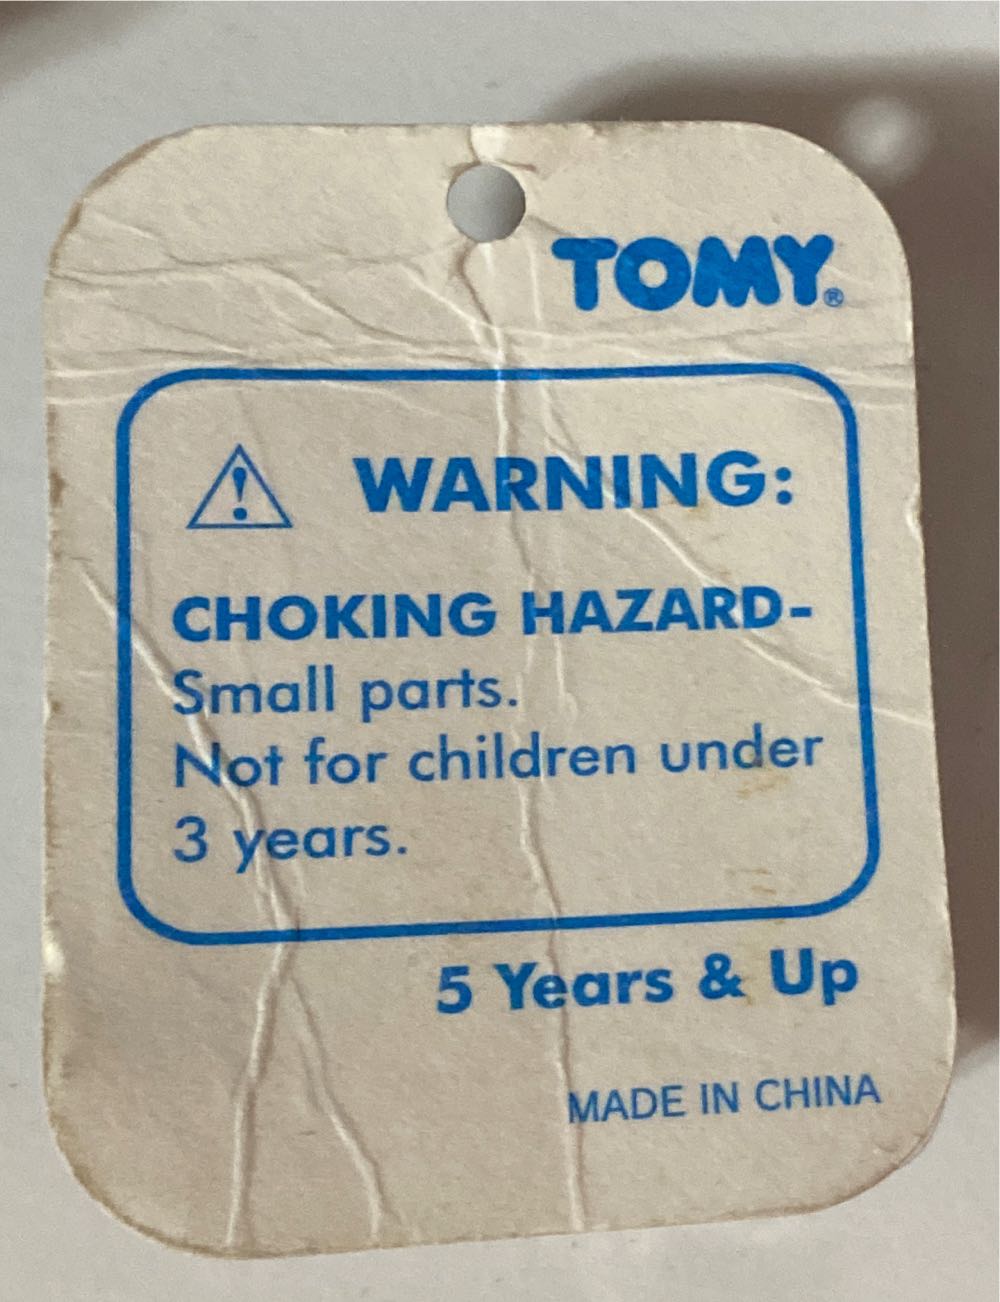 TOMY®
WARNING:
CHOKING HAZARD-
Small parts.
Not for children under
3 years.
5 Years & Up
MADE IN CHINA